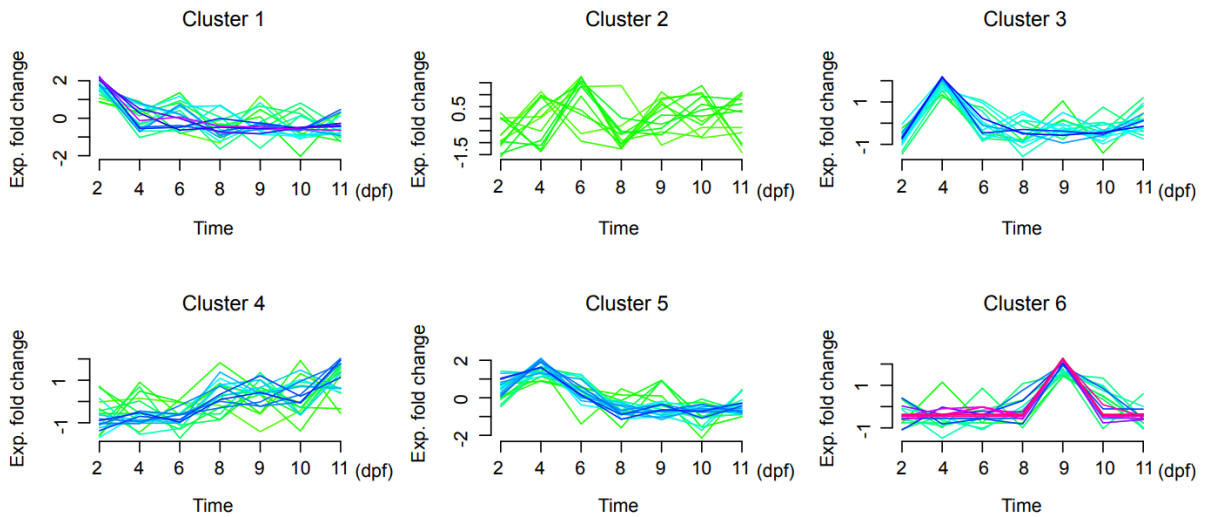 Cluster 1
Exp. fold change
2
0
-2
2 4 6 8 9 10 11 (dpf)
Time
Cluster 2
Exp. fold change
0.5
-1.5
2 4 6 8 9 10 11 (dpf)
Time
Cluster 3
Exp. fold change
1
-1
2 4 6 8 9 10 11 (dpf)
Time
Cluster 4
Exp. fold change
1
-1
2 4 6 8 9 10 11 (dpf)
Time
Cluster 5
Exp. fold change
2
0
-2
2 4 6 8 9 10 11 (dpf)
Time
Cluster 6
Exp. fold change
1
-1
2 4 6 8 9 10 11 (dpf)
Time